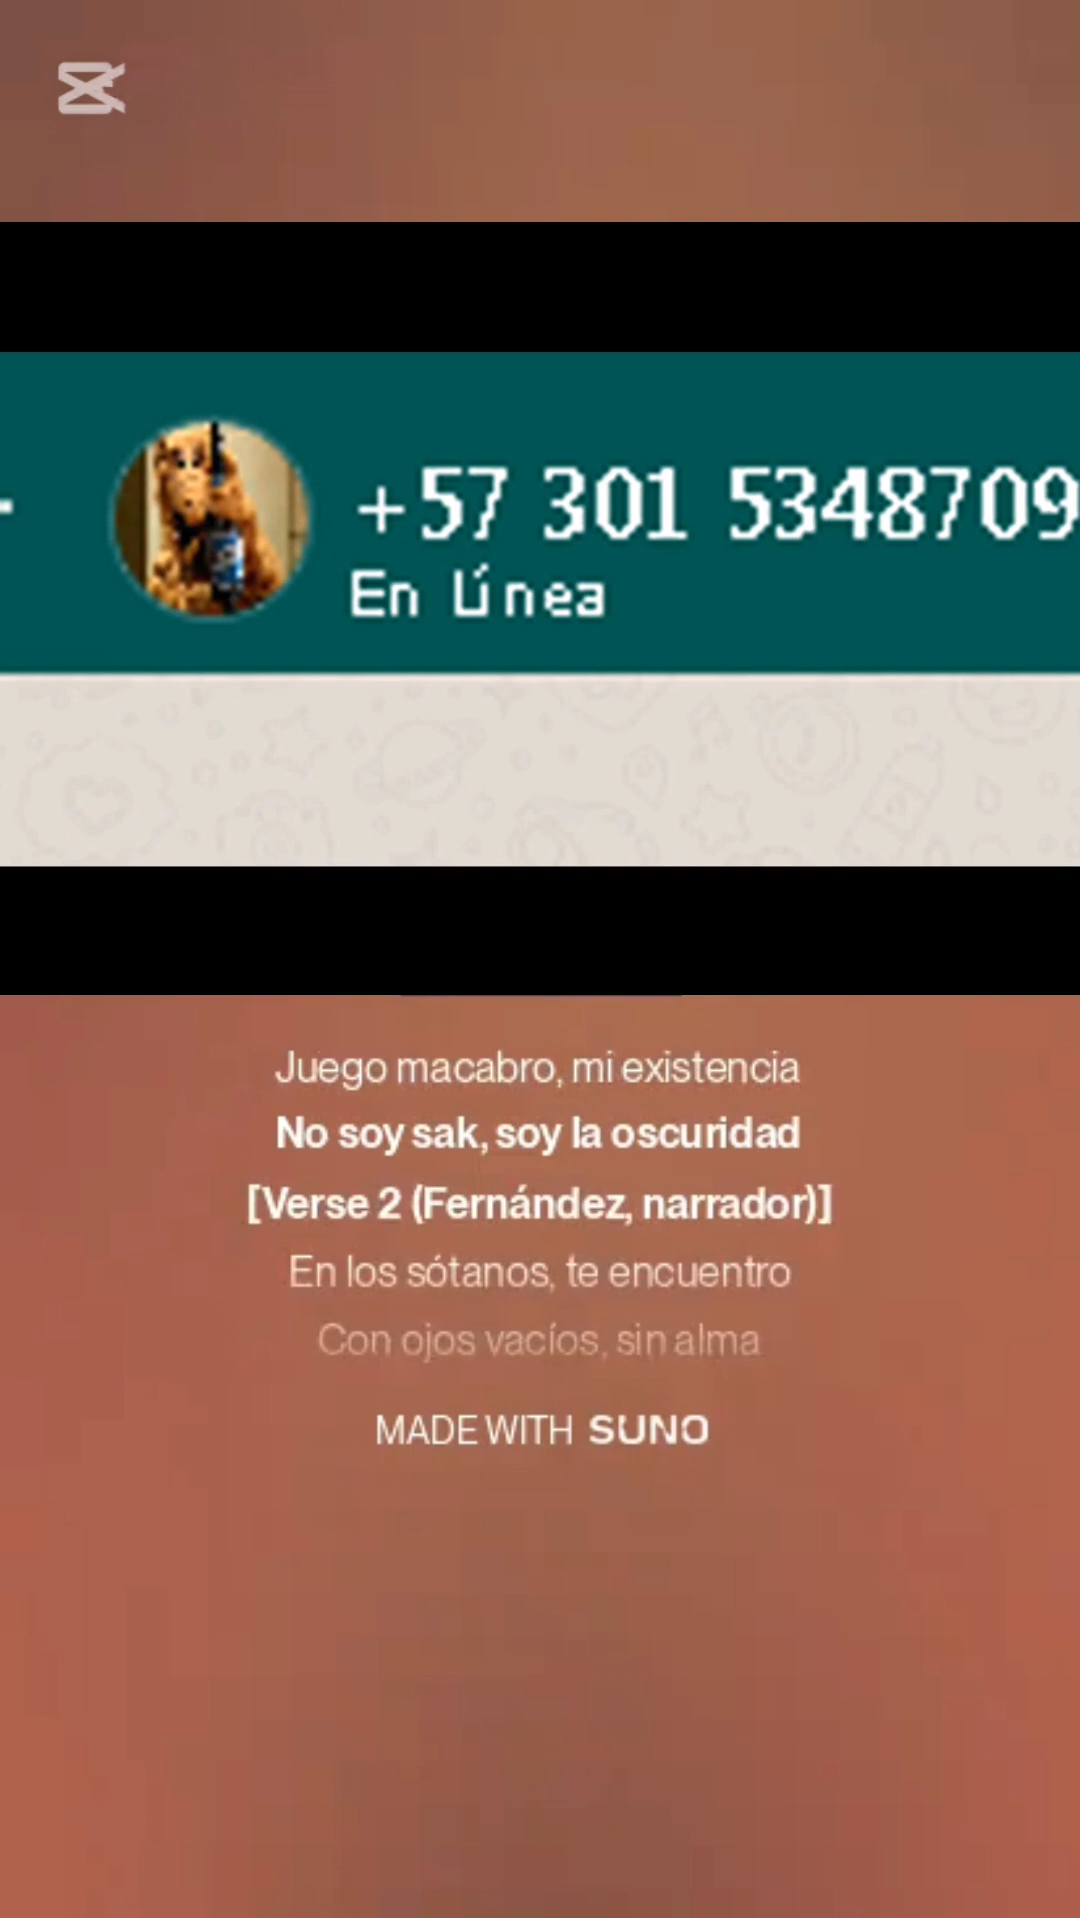 +57 301 5348709
En Línea
Juego macabro, mi existencia
No soy sak, soy la oscuridad
[Verse 2 (Fernández, narrador)]
En los sótanos, te encuentro
Con ojos vacíos, sin alma
MADE WITH SUNO